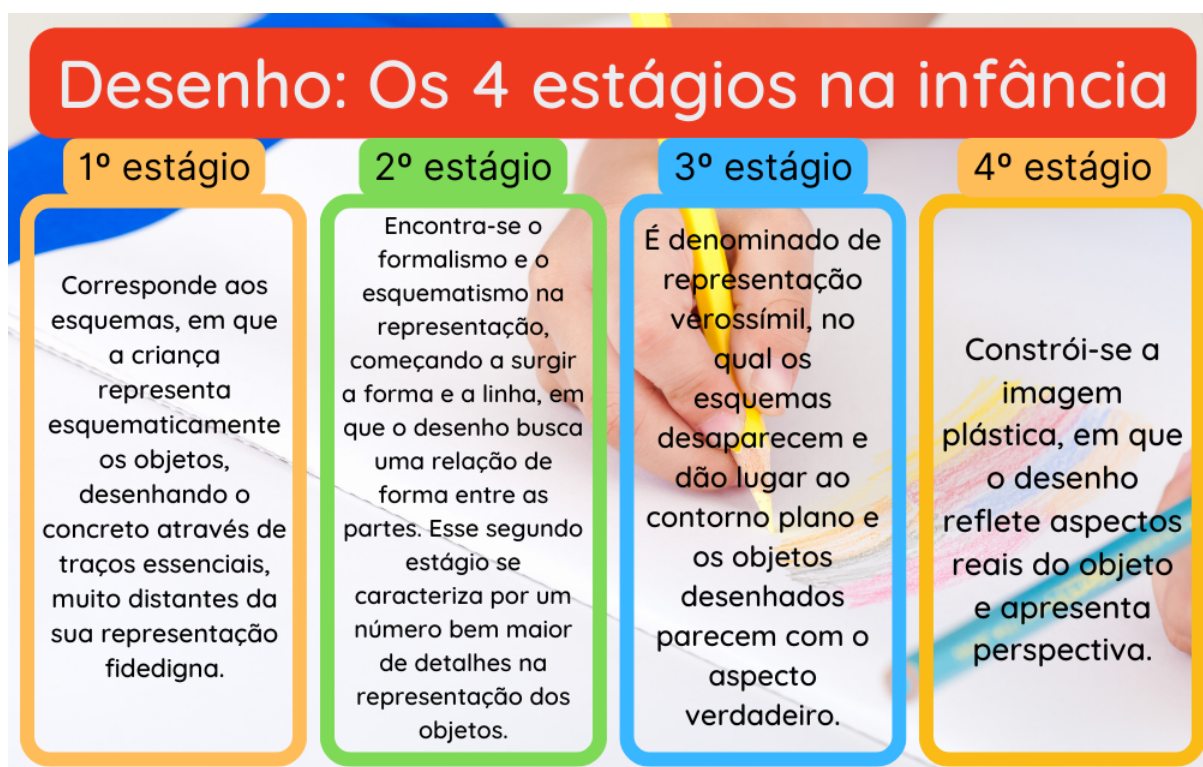 Desenho: Os 4 estágios na infância
1º estágio
Corresponde aos
esquemas, em que
a criança
representa
esquematicamente
os objetos,
desenhando o
concreto através de
traços essenciais,
muito distantes da
sua representação
fidedigna.
2º estágio
Encontra-se o
formalismo e o
esquematismo na
representação,
começando a surgir
a forma e a linha, em
que o desenho busca
uma relação de
forma entre as
partes. Esse segundo
estágio se
caracteriza por um
número bem maior
de detalhes na
representação dos
objetos.
3º estágio
É denominado de
representação
verossímil, no
qual os
esquemas
desaparecem e
dão lugar ao
contorno plano e
os objetos
desenhados
parecem com o
aspecto
verdadeiro.
4º estágio
Constrói-se a
imagem
plástica, em que
o desenho
reflete aspectos
reais do objeto
e apresenta
perspectiva.